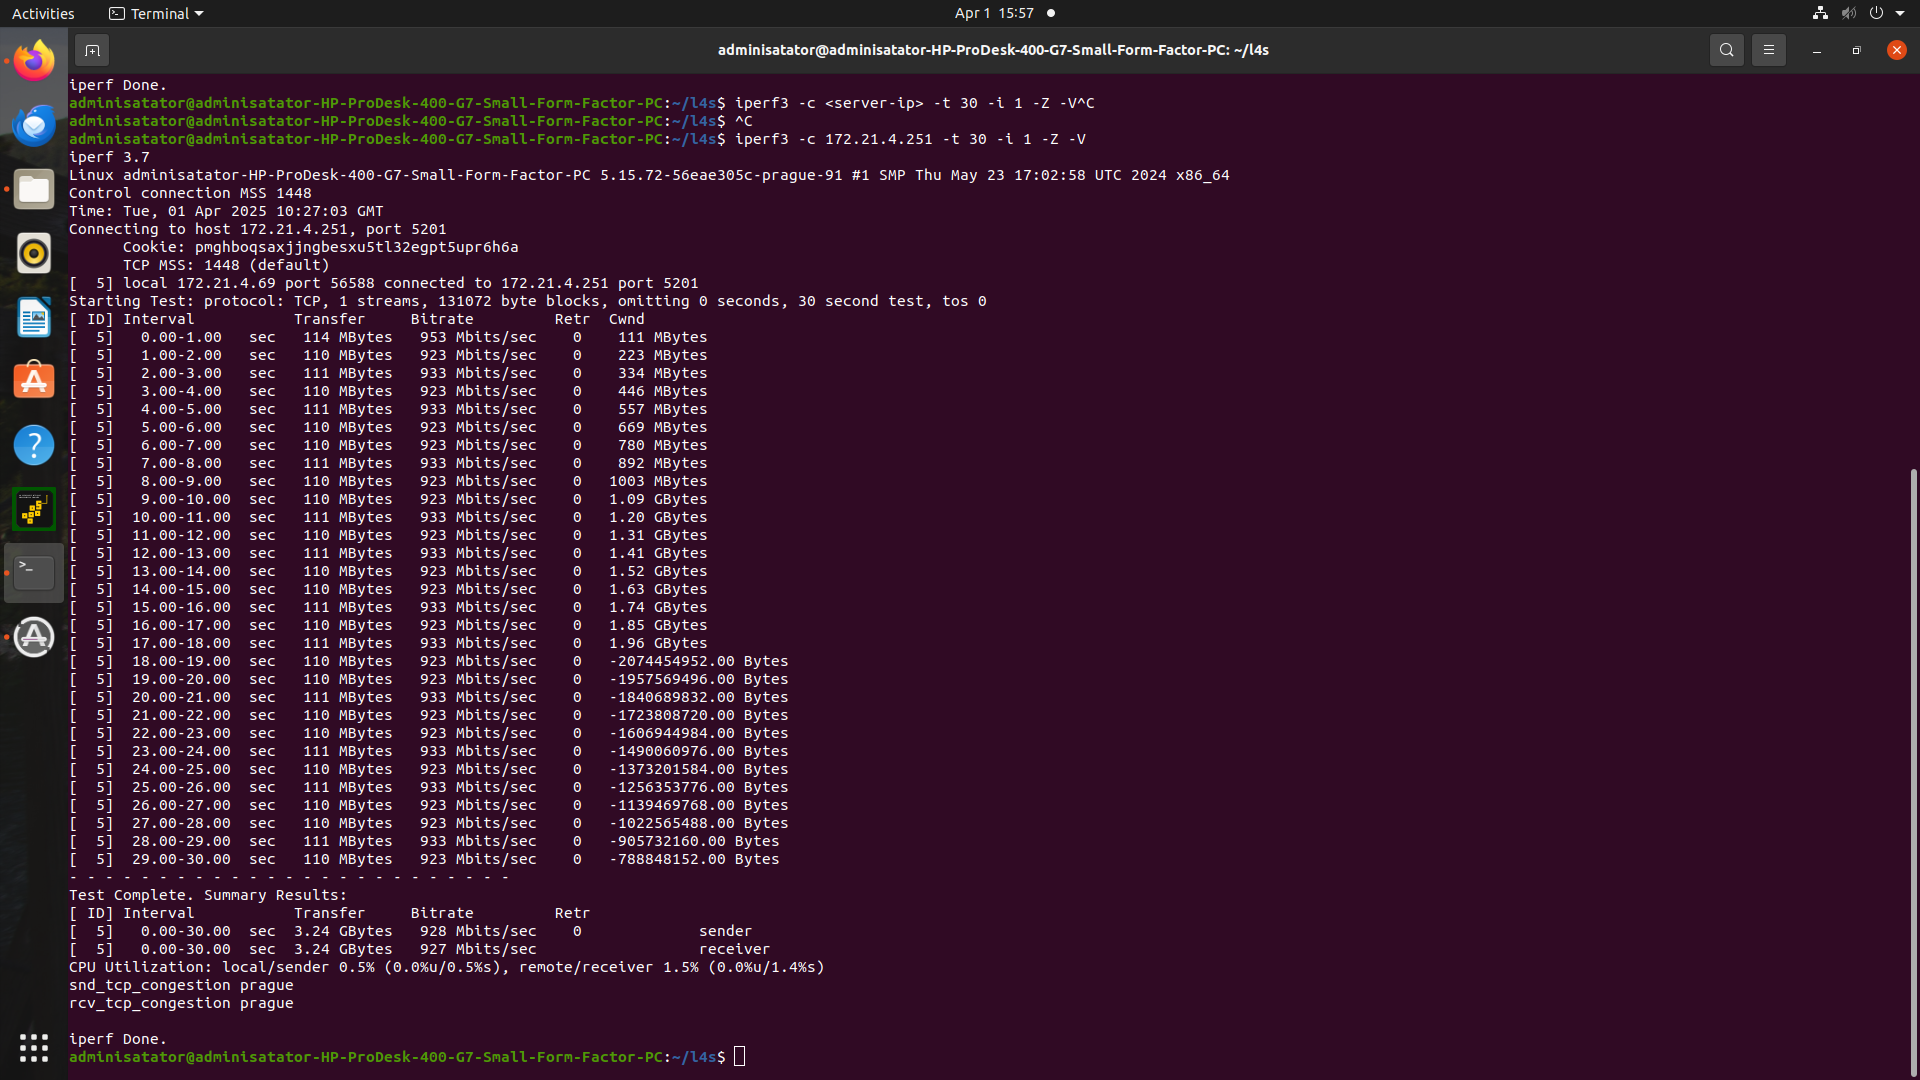 Activities Terminal Apr 1 15:57
adminisatator@adminisatator-HP-ProDesk-400-G7-Small-Form-Factor-PC: ~/l4s
iperf Done.
adminisatator@adminisatator-HP-ProDesk-400-G7-Small-Form-Factor-PC:~/l4s$ iperf3 -c <server-ip> -t 30 -i 1 -Z -V^C
adminisatator@adminisatator-HP-ProDesk-400-G7-Small-Form-Factor-PC:~/l4s$ ^C
adminisatator@adminisatator-HP-ProDesk-400-G7-Small-Form-Factor-PC:~/l4s$ iperf3 -c 172.21.4.251 -t 30 -i 1 -Z -V
iperf 3.7
Linux adminisatator-HP-ProDesk-400-G7-Small-Form-Factor-PC 5.15.72-56eae305c-prague-91 #1 SMP Thu May 23 17:02:58 UTC 2024 x86_64
Control connection MSS 1448
Time: Tue, 01 Apr 2025 10:27:03 GMT
Connecting to host 172.21.4.251, port 5201
Cookie: pmghboqsaxjjngbesxu5tl32egpt5upr6h6a
TCP MSS: 1448 (default)
[  5] local 172.21.4.69 port 56588 connected to 172.21.4.251 port 5201
Starting Test: protocol: TCP, 1 streams, 131072 byte blocks, omitting 0 seconds, 30 second test, tos 0
[ ID] Interval           Transfer     Bitrate         Retr  Cwnd
[  5]   0.00-1.00   sec   114 MBytes   953 Mbits/sec    0    111 MBytes
[  5]   1.00-2.00   sec   110 MBytes   923 Mbits/sec    0    223 MBytes
[  5]   2.00-3.00   sec   111 MBytes   933 Mbits/sec    0    334 MBytes
[  5]   3.00-4.00   sec   110 MBytes   923 Mbits/sec    0    446 MBytes
[  5]   4.00-5.00   sec   111 MBytes   933 Mbits/sec    0    557 MBytes
[  5]   5.00-6.00   sec   110 MBytes   923 Mbits/sec    0    669 MBytes
[  5]   6.00-7.00   sec   110 MBytes   923 Mbits/sec    0    780 MBytes
[  5]   7.00-8.00   sec   111 MBytes   933 Mbits/sec    0    892 MBytes
[  5]   8.00-9.00   sec   110 MBytes   923 Mbits/sec    0   1003 MBytes
[  5]   9.00-10.00  sec   110 MBytes   923 Mbits/sec    0   1.09 GBytes
[  5]  10.00-11.00  sec   111 MBytes   933 Mbits/sec    0   1.20 GBytes
[  5]  11.00-12.00  sec   110 MBytes   923 Mbits/sec    0   1.31 GBytes
[  5]  12.00-13.00  sec   111 MBytes   933 Mbits/sec    0   1.41 GBytes
[  5]  13.00-14.00  sec   110 MBytes   923 Mbits/sec    0   1.52 GBytes
[  5]  14.00-15.00  sec   110 MBytes   923 Mbits/sec    0   1.63 GBytes
[  5]  15.00-16.00  sec   111 MBytes   933 Mbits/sec    0   1.74 GBytes
[  5]  16.00-17.00  sec   110 MBytes   923 Mbits/sec    0   1.85 GBytes
[  5]  17.00-18.00  sec   111 MBytes   933 Mbits/sec    0   1.96 GBytes
[  5]  18.00-19.00  sec   110 MBytes   923 Mbits/sec    0   -2074454952.00 Bytes
[  5]  19.00-20.00  sec   110 MBytes   923 Mbits/sec    0   -1957569496.00 Bytes
[  5]  20.00-21.00  sec   111 MBytes   933 Mbits/sec    0   -1840689832.00 Bytes
[  5]  21.00-22.00  sec   110 MBytes   923 Mbits/sec    0   -1723808720.00 Bytes
[  5]  22.00-23.00  sec   110 MBytes   923 Mbits/sec    0   -1606944984.00 Bytes
[  5]  23.00-24.00  sec   111 MBytes   933 Mbits/sec    0   -1490060976.00 Bytes
[  5]  24.00-25.00  sec   110 MBytes   923 Mbits/sec    0   -1373201584.00 Bytes
[  5]  25.00-26.00  sec   111 MBytes   933 Mbits/sec    0   -1256353776.00 Bytes
[  5]  26.00-27.00  sec   110 MBytes   923 Mbits/sec    0   -1139469768.00 Bytes
[  5]  27.00-28.00  sec   110 MBytes   923 Mbits/sec    0   -1022565488.00 Bytes
[  5]  28.00-29.00  sec   111 MBytes   933 Mbits/sec    0   -905732160.00 Bytes
[  5]  29.00-30.00  sec   110 MBytes   923 Mbits/sec    0   -788848152.00 Bytes
- - - - - - - - - - - - - - - - - - - - - - - - -
Test Complete. Summary Results:
[ ID] Interval           Transfer     Bitrate         Retr
[  5]   0.00-30.00  sec  3.24 GBytes   928 Mbits/sec    0             sender
[  5]   0.00-30.00  sec  3.24 GBytes   927 Mbits/sec                  receiver
CPU Utilization: local/sender 0.5% (0.0%u/0.5%s), remote/receiver 1.5% (0.0%u/1.4%s)
snd_tcp_congestion prague
rcv_tcp_congestion prague
iperf Done.
adminisatator@adminisatator-HP-ProDesk-400-G7-Small-Form-Factor-PC:~/l4s$